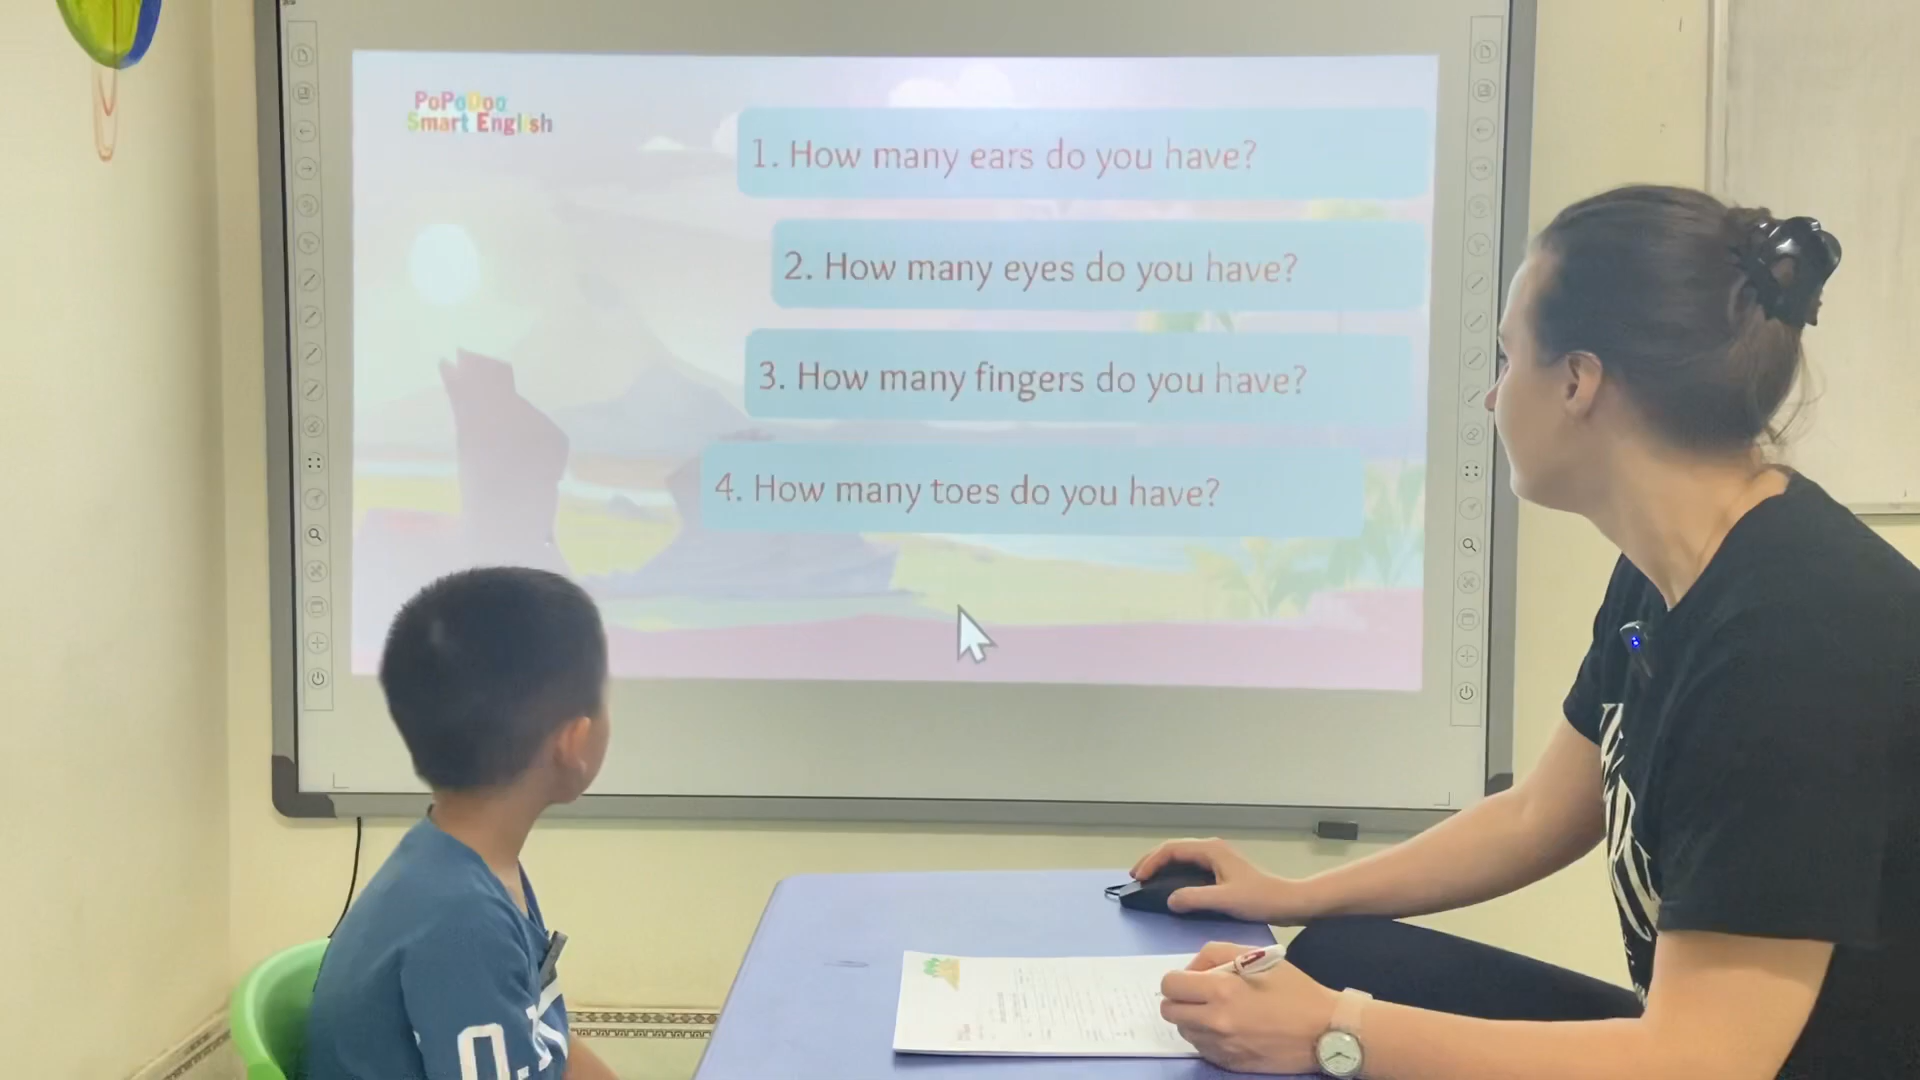 PoPoDoo
Smart English
1. How many ears do you have?
2. How many eyes do you have?
3. How many fingers do you have?
4. How many toes do you have?